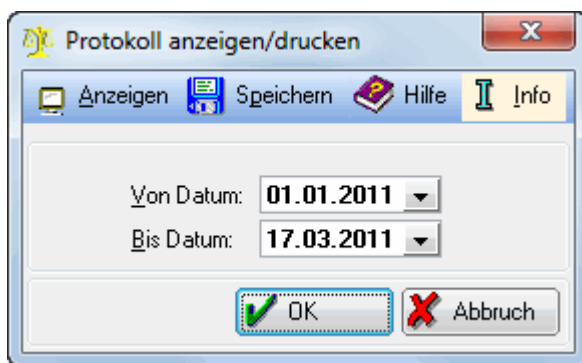 Protokoll anzeigen/drucken
Anzeigen Speichern Hilfe Info
Von Datum: 01.01.2011
Bis Datum: 17.03.2011
OK Abbruch